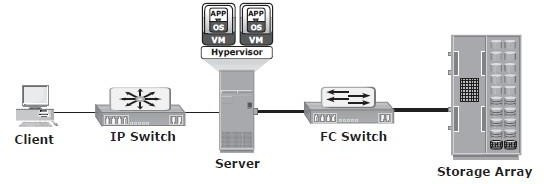 APP APP
OS OS
VM VM
Hypervisor
Client
IP Switch
Server
FC Switch
Storage Array